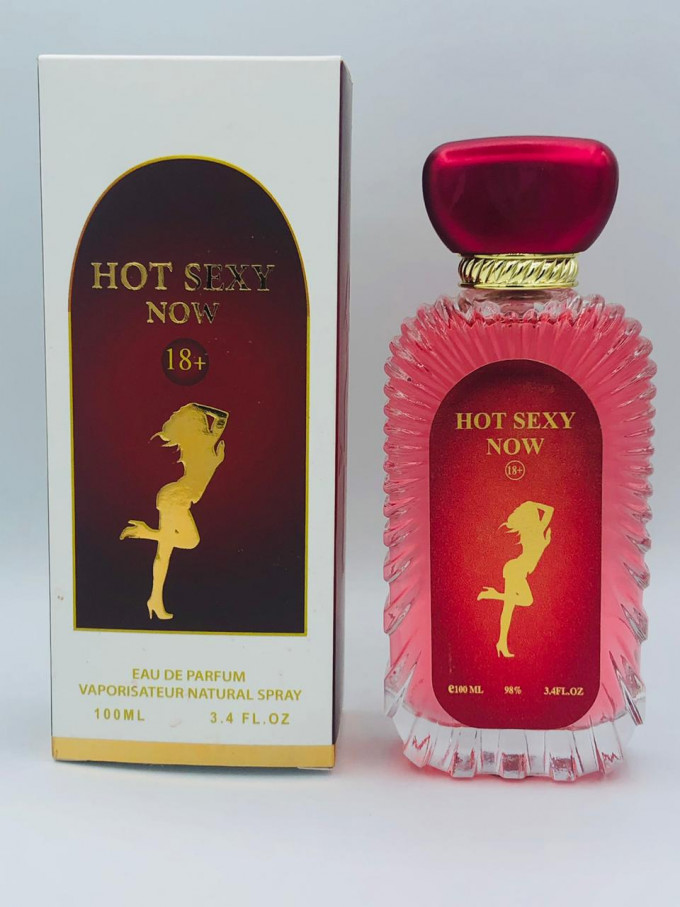 HOT SEXY
NOW
18+
EAU DE PARFUM
VAPORISATEUR NATURAL SPRAY
100ML 3.4 FL.OZ
HOT SEXY
NOW
18+
e100 ML 98% 3.4FL.OZ